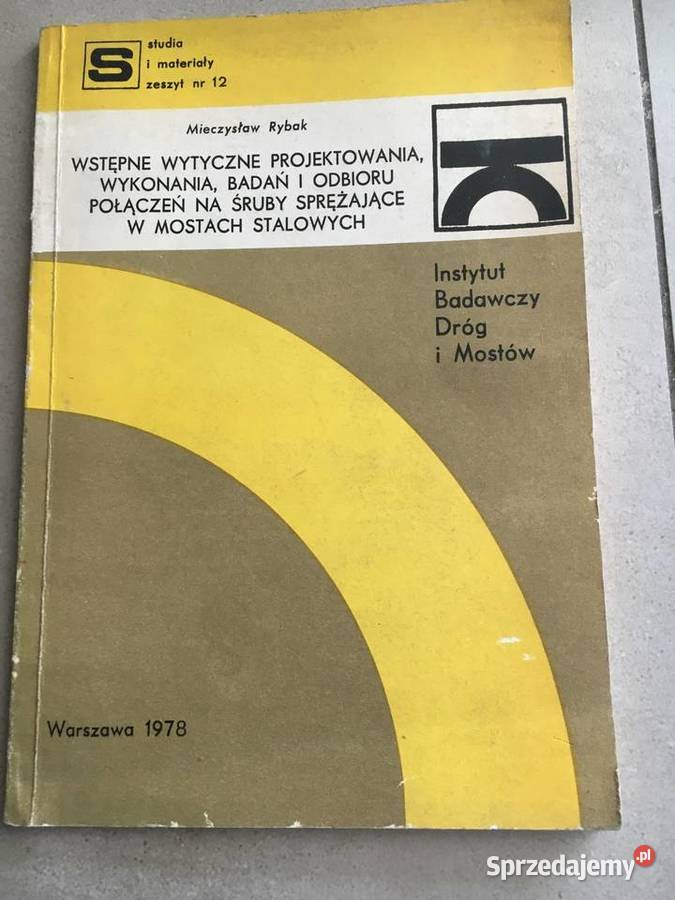 S
studia
i materiały
zeszyt nr 12
Mieczysław Rybak
WSTĘPNE WYTYCZNE PROJEKTOWANIA,
WYKONANIA, BADAŃ I ODBIORU
POŁĄCZEŃ NA ŚRUBY SPRĘŻAJĄCE
W MOSTACH STALOWYCH
Instytut
Badawczy
Dróg
i Mostów
Warszawa 1978
Sprzedajemy.pl